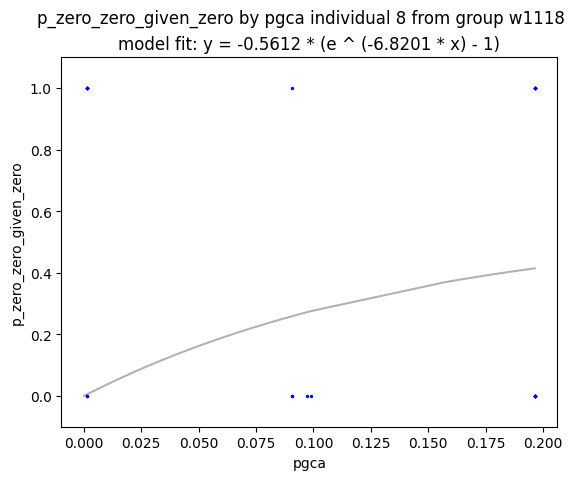 p_zero_zero_given_zero by pgca individual 8 from group w1118
model fit: y = -0.5612 * (e ^ (-6.8201 * x) - 1)
1.0
0.8
0.6
0.4
0.2
0.0
p_zero_zero_given_zero
0.000 0.025 0.050 0.075 0.100 0.125 0.150 0.175 0.200
pgca